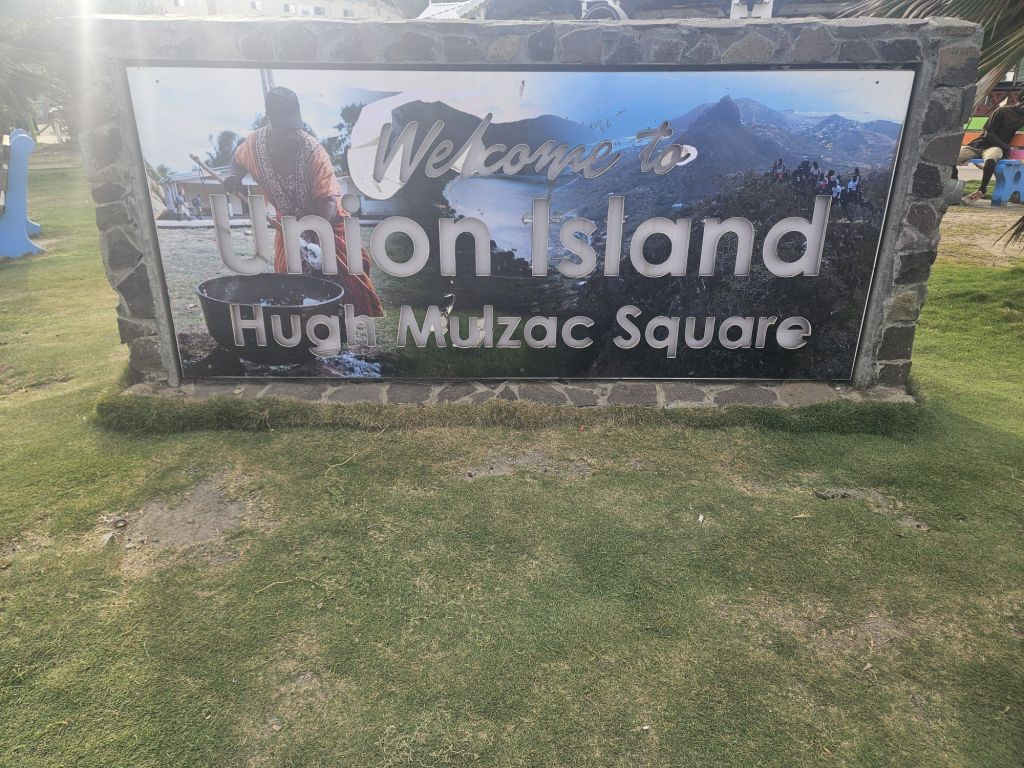 Welcome to
Union Island
Hugh Mulzac Square